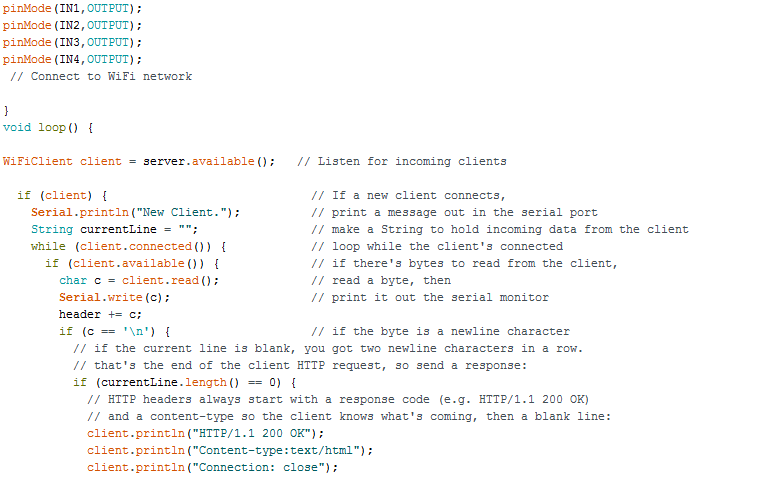 pinMode(IN1,OUTPUT);
pinMode(IN2,OUTPUT);
pinMode(IN3,OUTPUT);
pinMode(IN4,OUTPUT);
 // Connect to WiFi network

}
void loop() {

WiFiClient client = server.available();   // Listen for incoming clients

  if (client) {                             // If a new client connects,
    Serial.println("New Client.");          // print a message out in the serial port
    String currentLine = "";                // make a String to hold incoming data from the client
    while (client.connected()) {            // loop while the client's connected
      if (client.available()) {             // if there's bytes to read from the client,
        char c = client.read();             // read a byte, then
        Serial.write(c);                    // print it out the serial monitor
        header += c;
        if (c == '\n') {                    // if the byte is a newline character
          // if the current line is blank, you got two newline characters in a row.
          // that's the end of the client HTTP request, so send a response:
          if (currentLine.length() == 0) {
            // HTTP headers always start with a response code (e.g. HTTP/1.1 200 OK)
            // and a content-type so the client knows what's coming, then a blank line:
            client.println("HTTP/1.1 200 OK");
            client.println("Content-type:text/html");
            client.println("Connection: close");